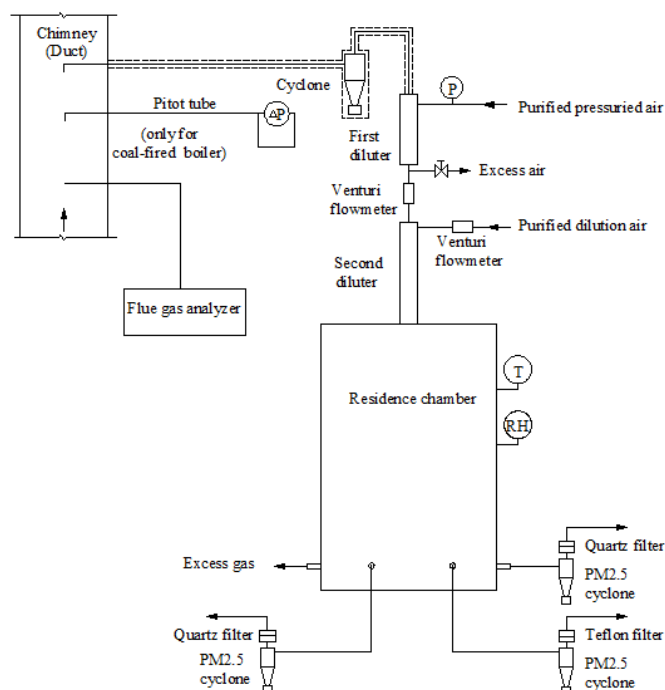 Chimney
(Duct)
Cyclone
P
Purified pressuried air
Pitot tube
ΔP
(only for
coal-fired boiler)
First
diluter
Excess air
Venturi
flowmeter
Purified dilution air
Venturi
flowmeter
Second
diluter
Flue gas analyzer
T
Residence chamber
RH
Quartz filter
Excess gas
PM2.5
cyclone
Quartz filter
Teflon filter
PM2.5
cyclone
PM2.5
cyclone